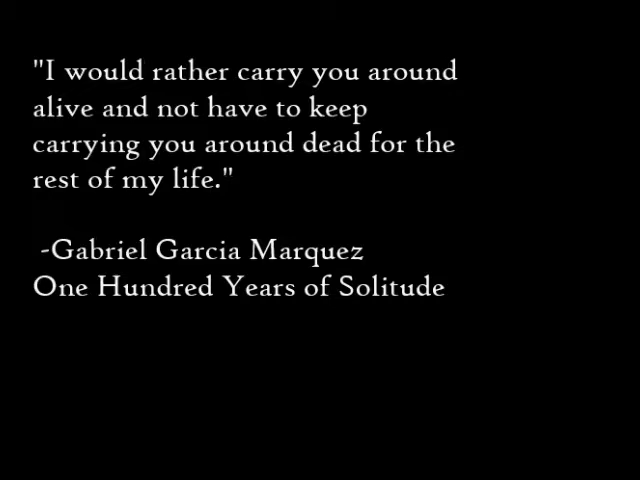 "I would rather carry you around
alive and not have to keep
carrying you around dead for the
rest of my life."
-Gabriel Garcia Marquez
One Hundred Years of Solitude